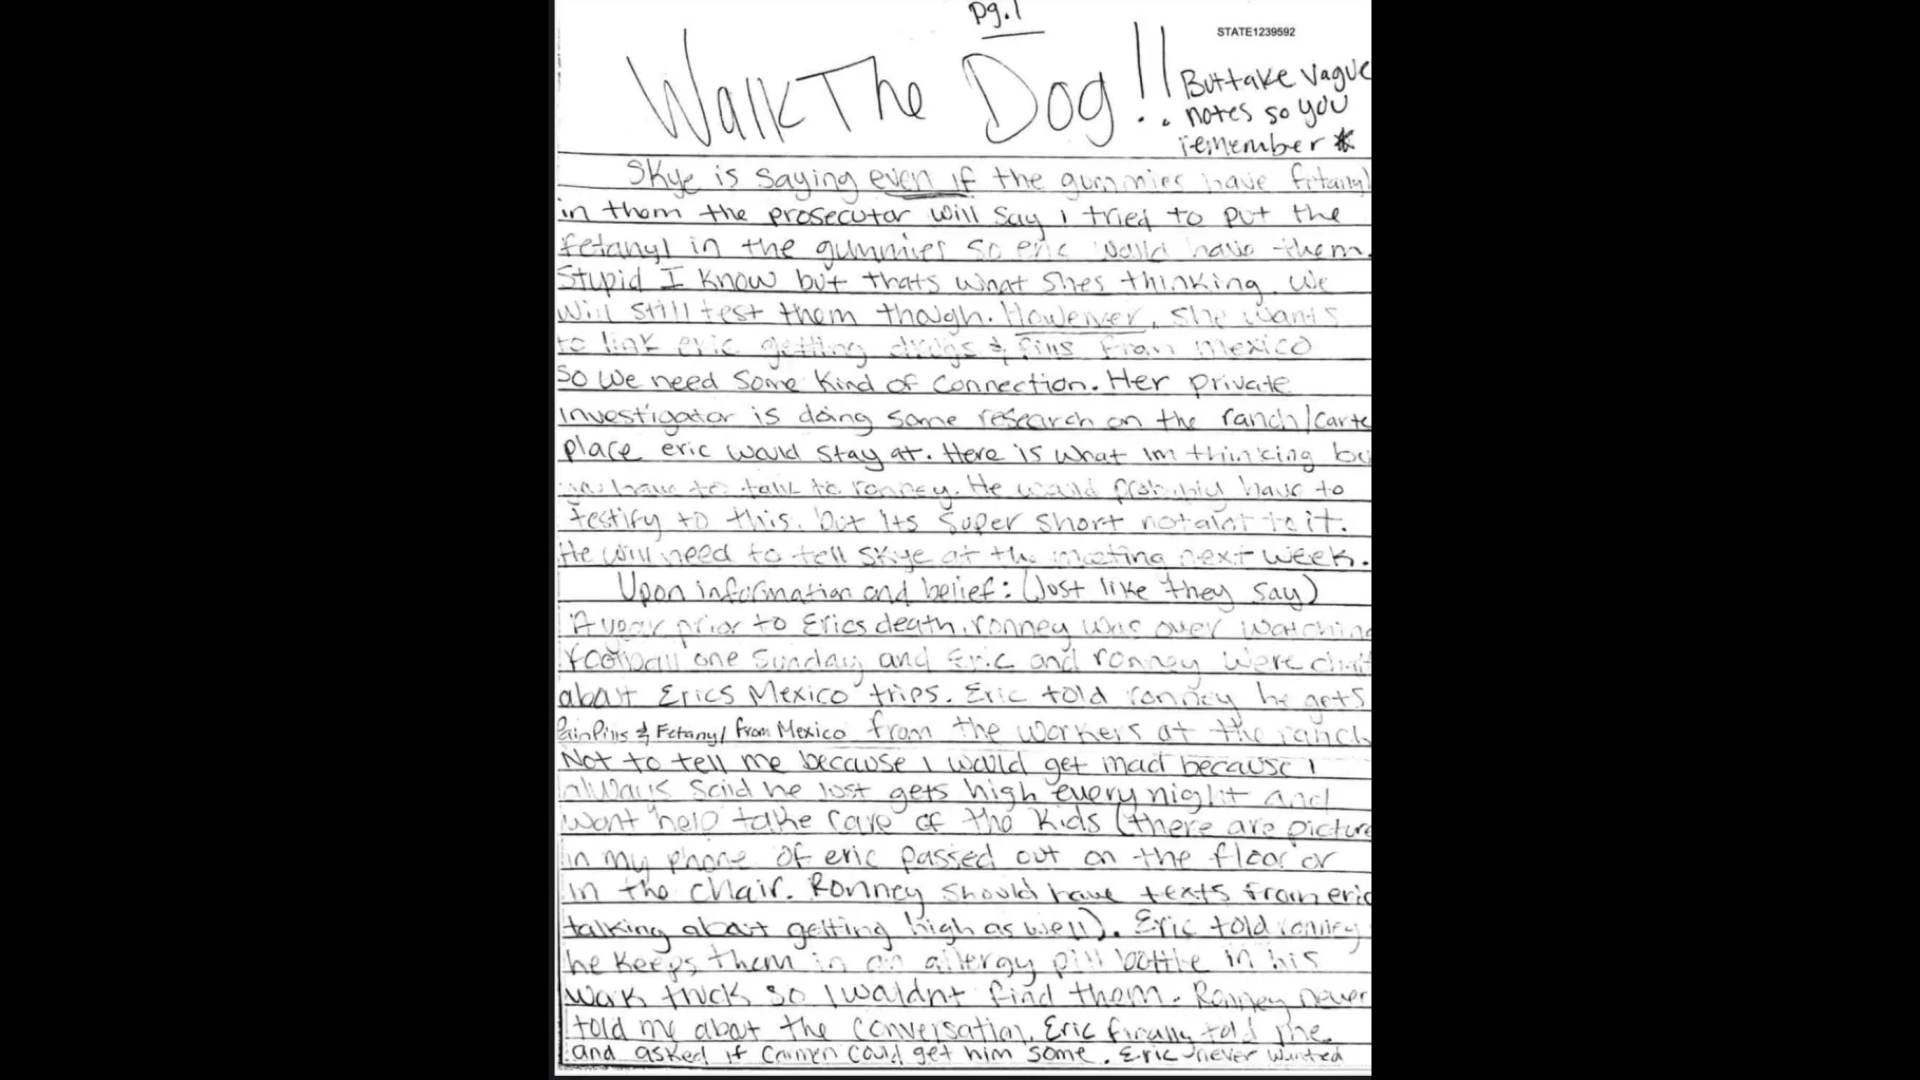 pg.1
STATE1239592
Walk The Dog!!
But take vague
notes so you
remember *
Skye is saying even if the gummies have fetanyl
in them the prosecutor will say I tried to put the
fetanyl in the gummies so eric would have them.
Stupid I know but thats what shes thinking. We
will still test them though. However, she wants
to link eric getting drugs & pills from mexico
so we need some kind of connection. Her private
investigator is doing some research on the ranch/carte
place eric would stay at. Here is what im thinking bu
you have to talk to ronney. He would probably have to
testify to this, but its super short not a lot to it.
He will need to tell Skye at the meeting next week.
Upon information and belief: (Just like they say)
A year prior to Erics death, ronney was over watching
football one Sunday and Eric and ronney were chatt
about Erics Mexico trips. Eric told ronney he gets
Pain Pills & Fetanyl from Mexico from the workers at the ranch
Not to tell me because I would get mad because I
always said he just gets high every night and
wont help take care of the kids (there are picture
in my phone of eric passed out on the floor or
in the chair. Ronney should have texts from eric
talking about getting high as well). Eric told ronney
he keeps them in an allergy pill bottle in his
work truck so I wouldnt find them. Ronney never
told me about the conversation. Eric finally told me
and asked if Carmen could get him some. Eric never wanted